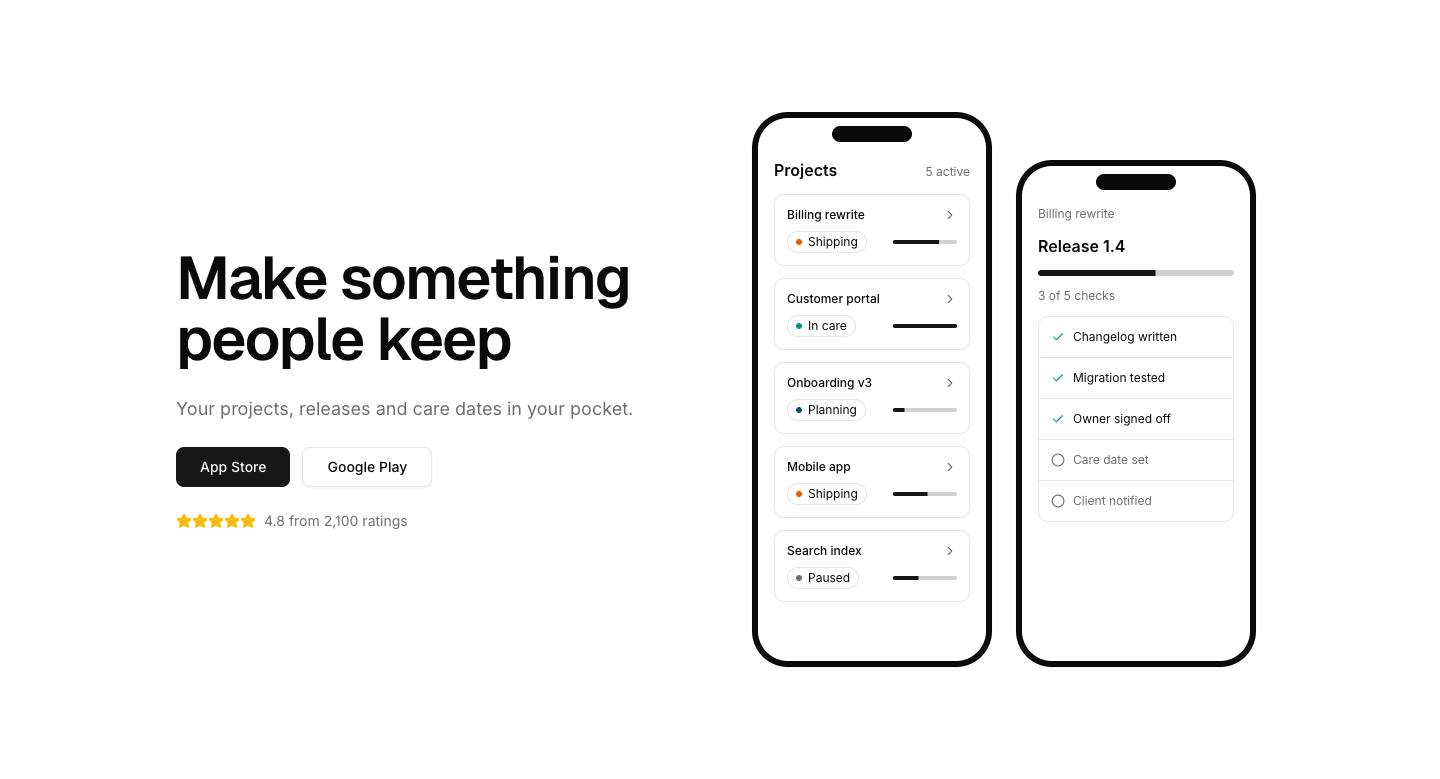 Make something
people keep
Your projects, releases and care dates in your pocket.
App Store
Google Play
4.8 from 2,100 ratings
Projects
5 active
Billing rewrite
Shipping
Customer portal
In care
Onboarding v3
Planning
Mobile app
Shipping
Search index
Paused
Billing rewrite
Release 1.4
3 of 5 checks
Changelog written
Migration tested
Owner signed off
Care date set
Client notified